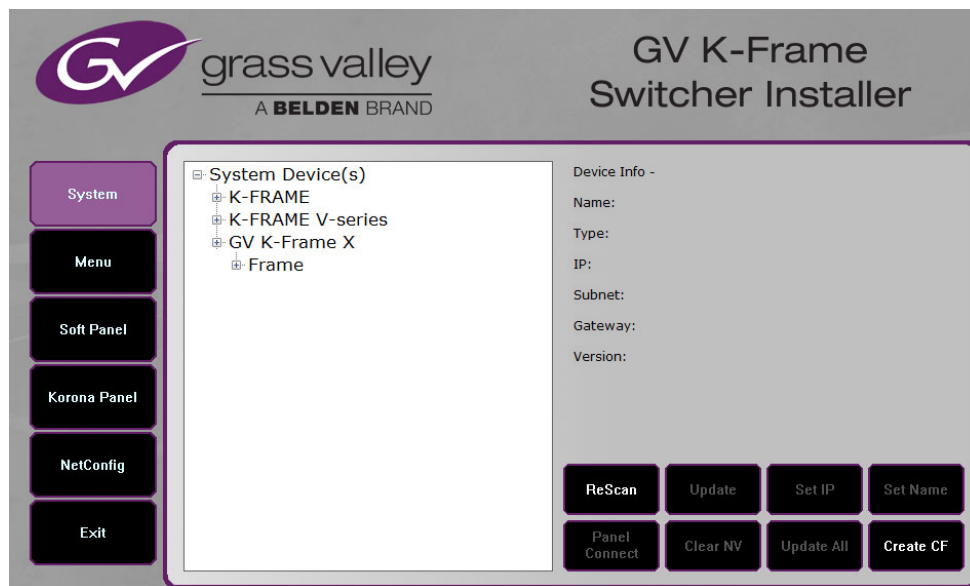 GV
grass valley
A BELDEN BRAND
GV K-Frame
Switcher Installer
System
Menu
Soft Panel
Korona Panel
NetConfig
Exit
System Device(s)
K-FRAME
K-FRAME V-series
GV K-Frame X
Frame
Device Info -
Name:
Type:
IP:
Subnet:
Gateway:
Version:
ReScan
Update
Set IP
Set Name
Panel
Connect
Clear NV
Update All
Create CF